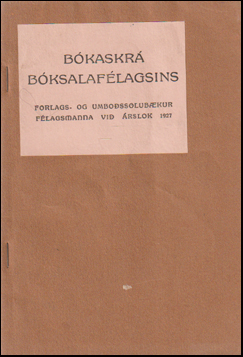 BÓKASKRÁ
BÓKSALAFÉLAGSINS
FORLAGS- OG UMBOÐSSÖLUBÆKUR
FÉLAGSMANNA VIÐ ÁRSLOK 1927